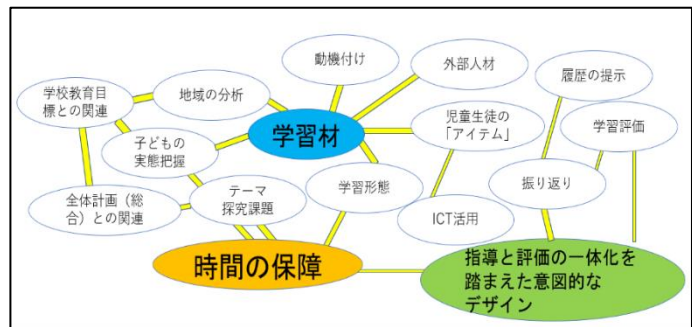 動機付け
外部人材
履歴の提示
学校教育目
標との関連
地域の分析
児童生徒の
「アイテム」
学習評価
学習材
子どもの
実態把握
振り返り
学習形態
テーマ
探究課題
全体計画（総
合）との関連
ICT活用
時間の保障
指導と評価の一体化を
踏まえた意図的な
デザイン